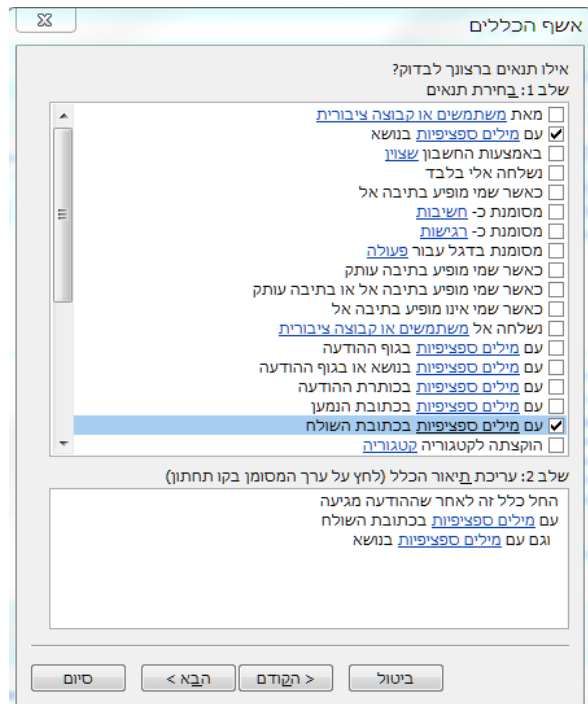 אשף הכללים
אילו תנאים ברצונך לבדוק?
שלב 1: בחירת תנאים
מאת משתמשים או קבוצה ציבורית
עם מילים ספציפיות בנושא
באמצעות החשבון שצוין
נשלחה אלי בלבד
כאשר שמי מופיע בתיבה אל
מסומנת כ- חשיבות
מסומנת כ- רגישות
מסומנת בדגל עבור פעולה
כאשר שמי מופיע בתיבה עותק
כאשר שמי מופיע בתיבה אל או בתיבה עותק
כאשר שמי אינו מופיע בתיבה אל
נשלחה אל משתמשים או קבוצה ציבורית
עם מילים ספציפיות בגוף ההודעה
עם מילים ספציפיות בנושא או בגוף ההודעה
עם מילים ספציפיות בכותרת ההודעה
עם מילים ספציפיות בכתובת הנמען
עם מילים ספציפיות בכתובת השולח
הוקצתה לקטגוריה קטגוריה
שלב 2: עריכת תיאור הכלל (לחץ על ערך המסומן בקו תחתון)
החל כלל זה לאחר שההודעה מגיעה
עם מילים ספציפיות בכתובת השולח
וגם עם מילים ספציפיות בנושא
ביטול
< הקודם
הבא >
סיום